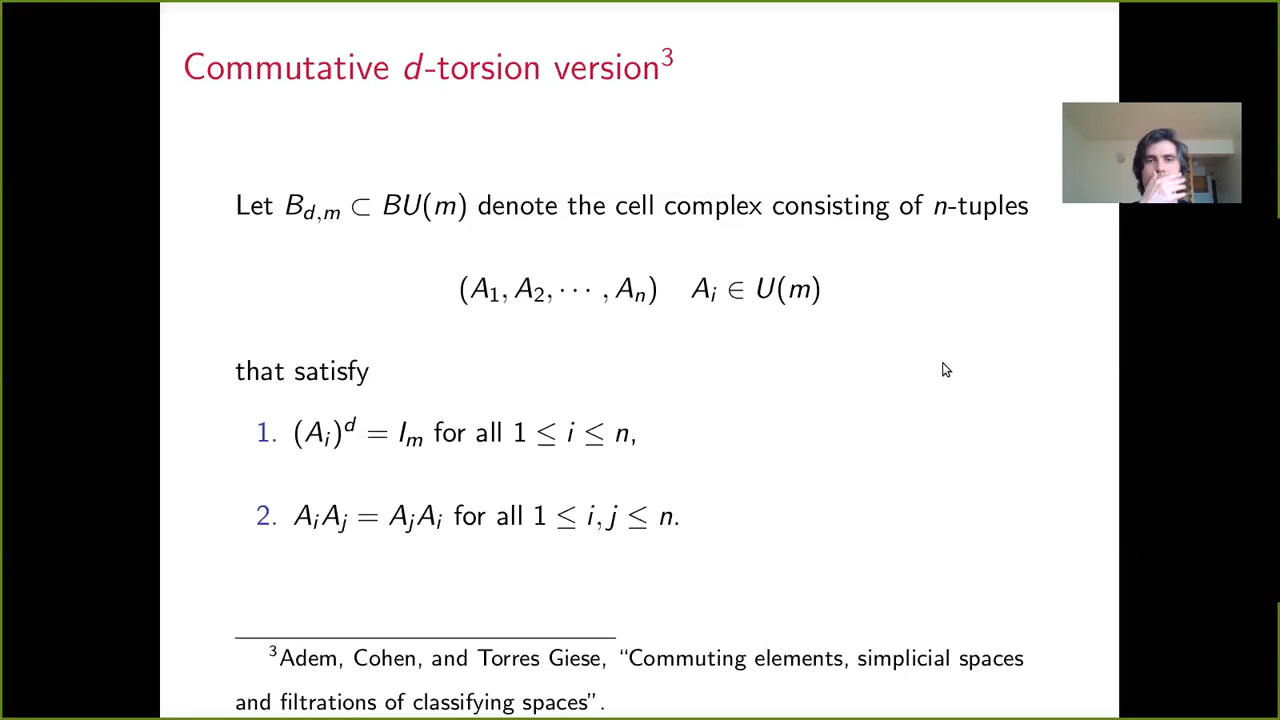 Commutative d-torsion version³
Let B_{d,m} ⊂ BU(m) denote the cell complex consisting of n-tuples
(A₁, A₂, ⋯ , Aₙ)   Aᵢ ∈ U(m)
that satisfy
1. (Aᵢ)ᵈ = Iₘ for all 1 ≤ i ≤ n,
2. AᵢAⱼ = AⱼAᵢ for all 1 ≤ i, j ≤ n.
³Adem, Cohen, and Torres Giese, “Commuting elements, simplicial spaces
and filtrations of classifying spaces”.